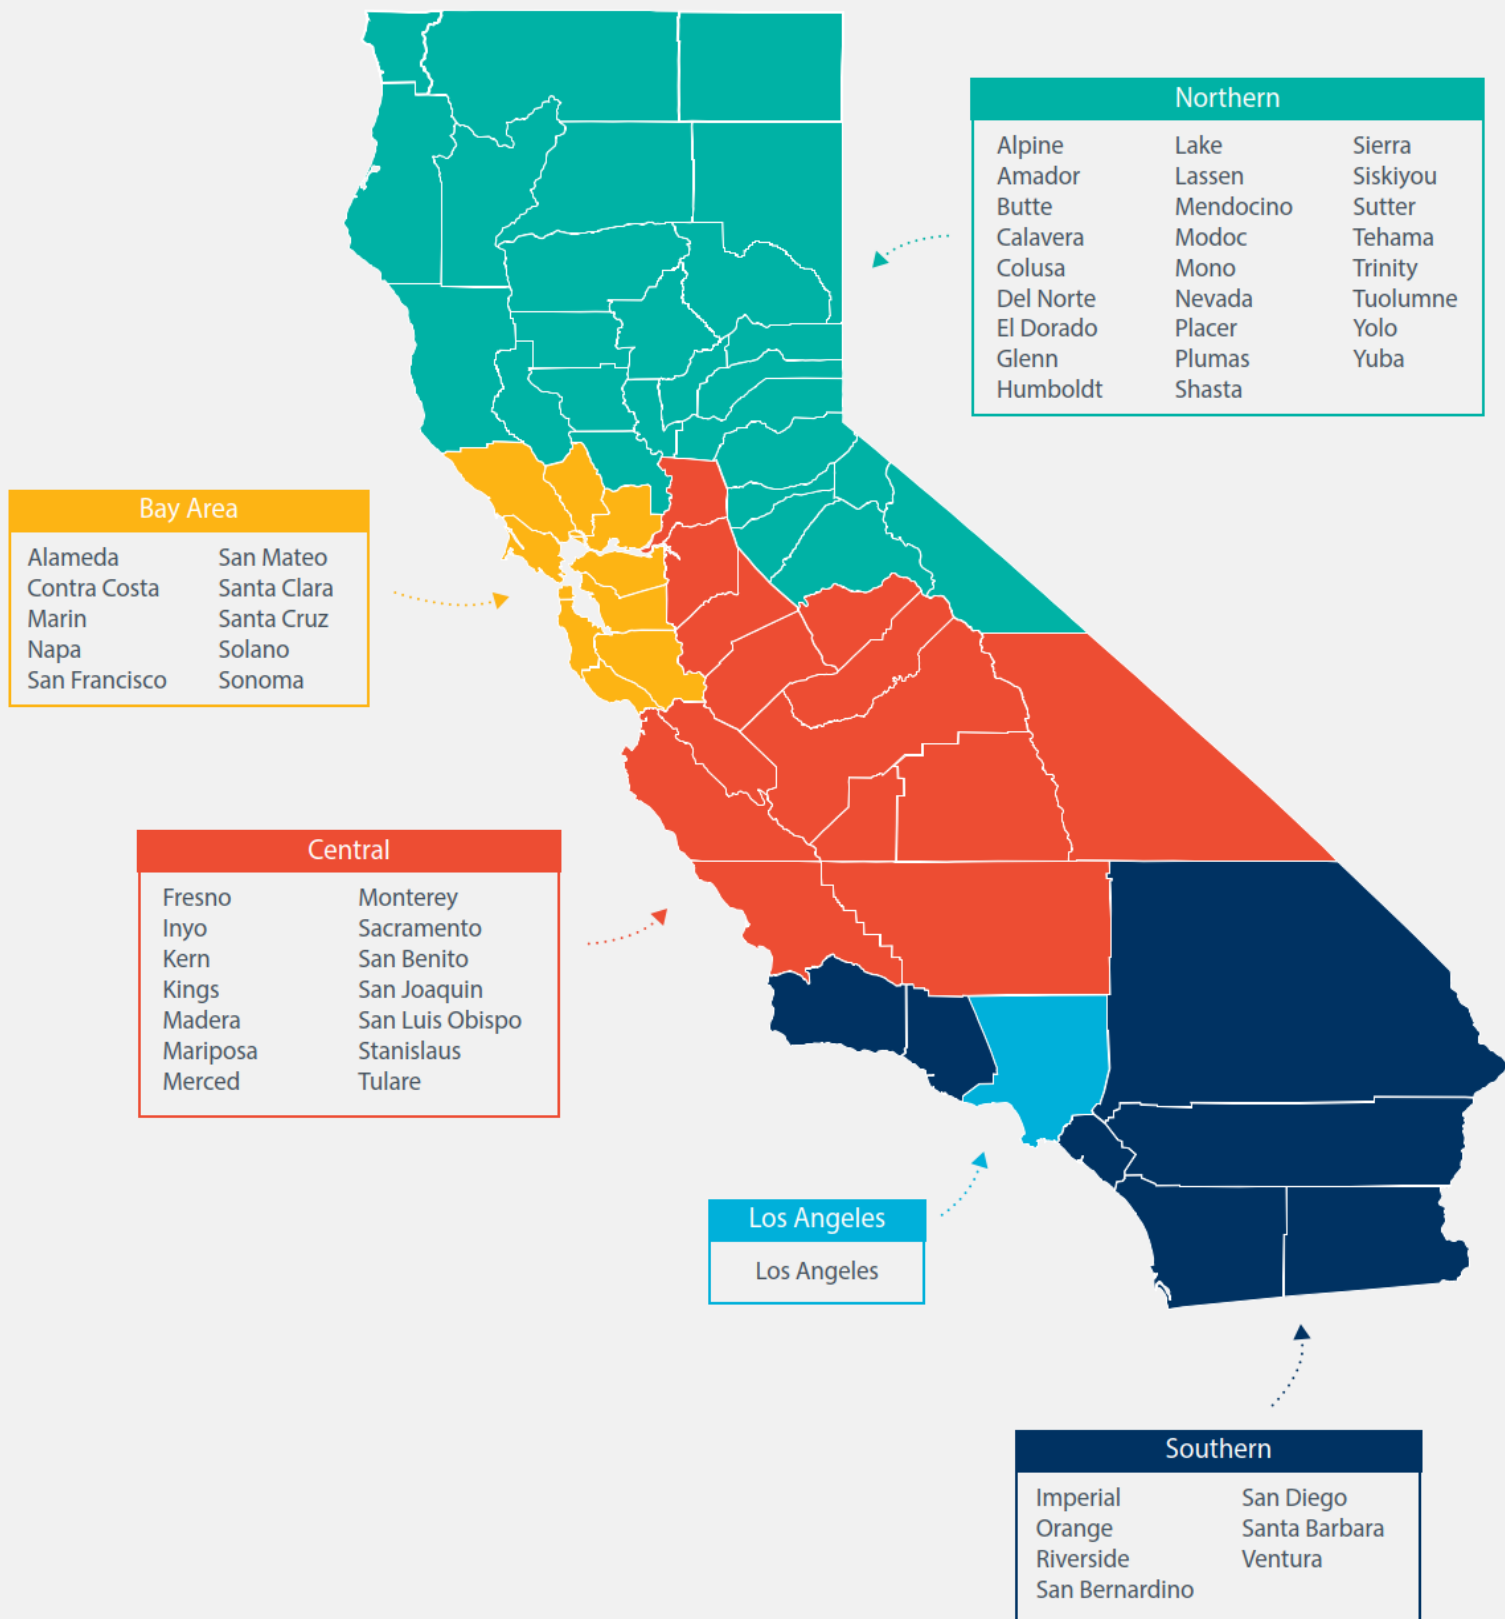 Northern
Alpine
Amador
Butte
Calavera
Colusa
Del Norte
El Dorado
Glenn
Humboldt
Lake
Lassen
Mendocino
Modoc
Mono
Nevada
Placer
Plumas
Shasta
Sierra
Siskiyou
Sutter
Tehama
Trinity
Tuolumne
Yolo
Yuba
Bay Area
Alameda
Contra Costa
Marin
Napa
San Francisco
San Mateo
Santa Clara
Santa Cruz
Solano
Sonoma
Central
Fresno
Inyo
Kern
Kings
Madera
Mariposa
Merced
Monterey
Sacramento
San Benito
San Joaquin
San Luis Obispo
Stanislaus
Tulare
Los Angeles
Los Angeles
Southern
Imperial
Orange
Riverside
San Bernardino
San Diego
Santa Barbara
Ventura